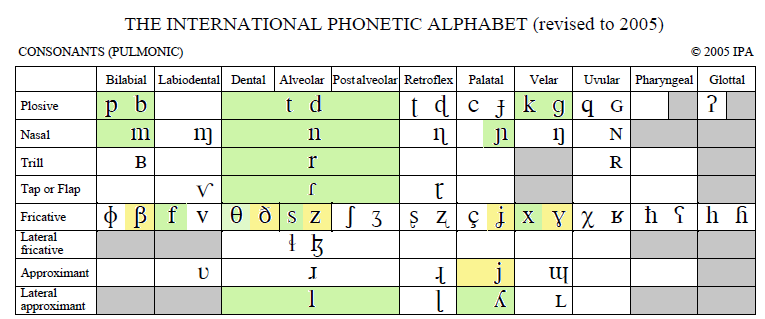 THE INTERNATIONAL PHONETIC ALPHABET (revised to 2005)
CONSONANTS (PULMONIC) © 2005 IPA
Bilabial Labiodental Dental Alveolar Postalveolar Retroflex Palatal Velar Uvular Pharyngeal Glottal
Plosive p b t d ʈ ɖ c ɟ k ɡ q ɢ ʔ
Nasal m ɱ n ɳ ɲ ŋ ɴ
Trill ʙ r ʀ
Tap or Flap ⱱ ɾ ɽ
Fricative ɸ β f v θ ð s z ʃ ʒ ʂ ʐ ç ʝ x ɣ χ ʁ ħ ʕ h ɦ
Lateral
fricative ɬ ɮ
Approximant ʋ ɹ ɻ j ɰ
Lateral
approximant l ɭ ʎ ʟ